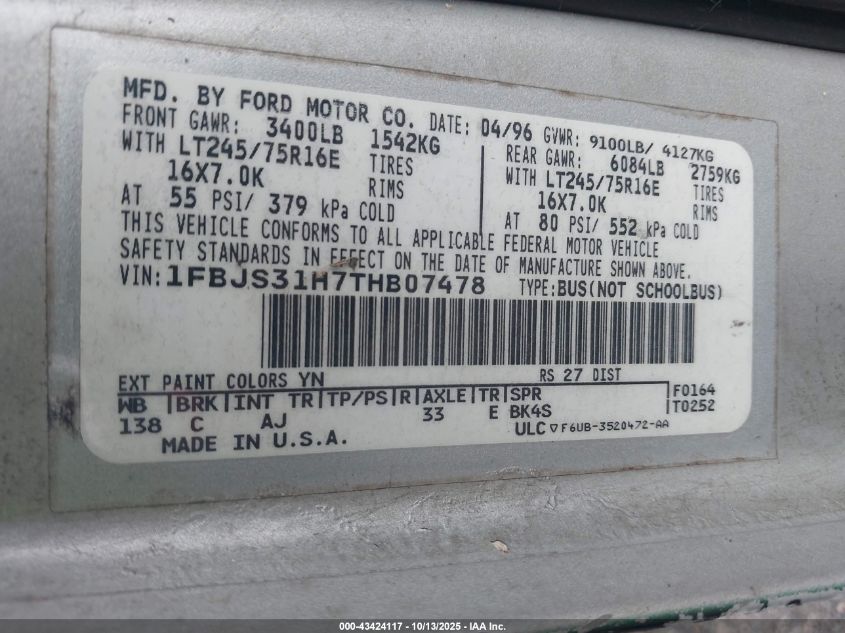 MFD. BY FORD MOTOR CO. DATE: 04/96 GVWR: 9100LB/ 4127KG
FRONT GAWR: 3400LB 1542KG REAR GAWR: 6084LB 2759KG
WITH LT245/75R16E TIRES WITH LT245/75R16E TIRES
16X7.0K RIMS 16X7.0K RIMS
AT 55 PSI/ 379 kPa COLD AT 80 PSI/ 552 kPa COLD
THIS VEHICLE CONFORMS TO ALL APPLICABLE FEDERAL MOTOR VEHICLE
SAFETY STANDARDS IN EFFECT ON THE DATE OF MANUFACTURE SHOWN ABOVE.
VIN: 1FBJS31H7THB07478 TYPE: BUS(NOT SCHOOLBUS)
EXT PAINT COLORS YN RS 27 DIST
WB |BRK|INT TR|TP/PS|R|AXLE|TR|SPR |F0164
138 C AJ 33 E BK4S |T0252
MADE IN U.S.A. ULC ▽ F6UB-3520472-AA
000-43424117 - 10/13/2025 - IAA Inc.